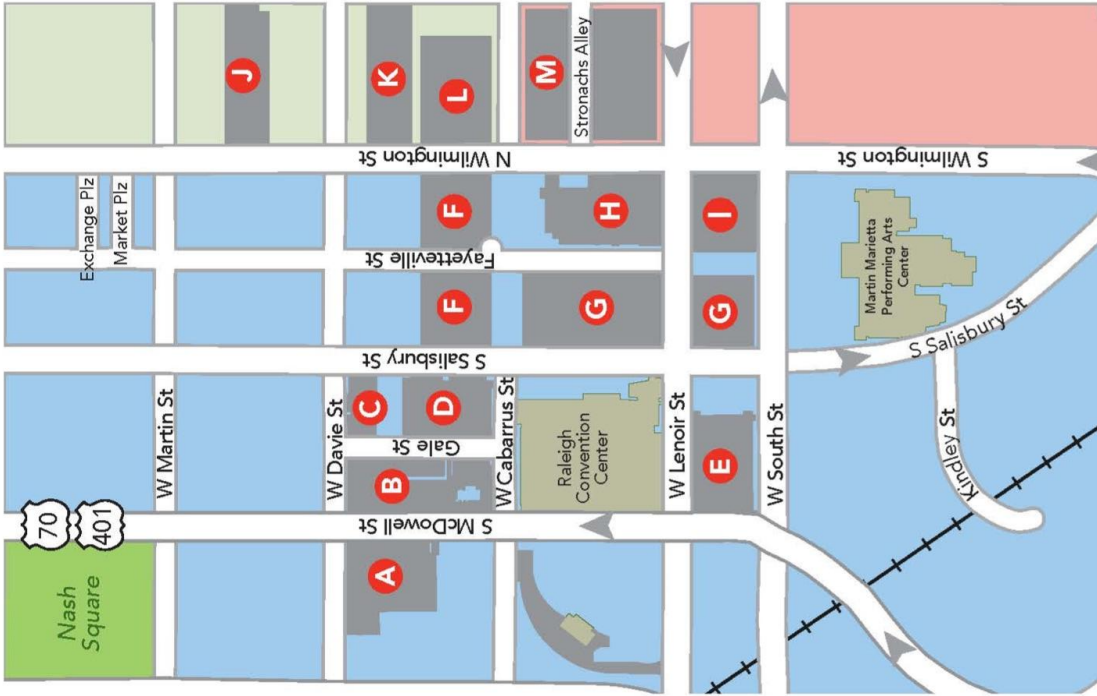 J
K
L
M
Stronachs Alley
N Wilmington St
S Wilmington St
Exchange Plz
Market Plz
F
H
I
Fayetteville St
F
G
G
Martin Marietta
Performing Arts
Center
S Salisbury St
S Salisbury St
W Martin St
W Davie St
C
D
Gale St
B
W Cabarrus St
Raleigh
Convention
Center
W Lenoir St
E
W South St
Kindley St
70
401
S McDowell St
Nash
Square
A